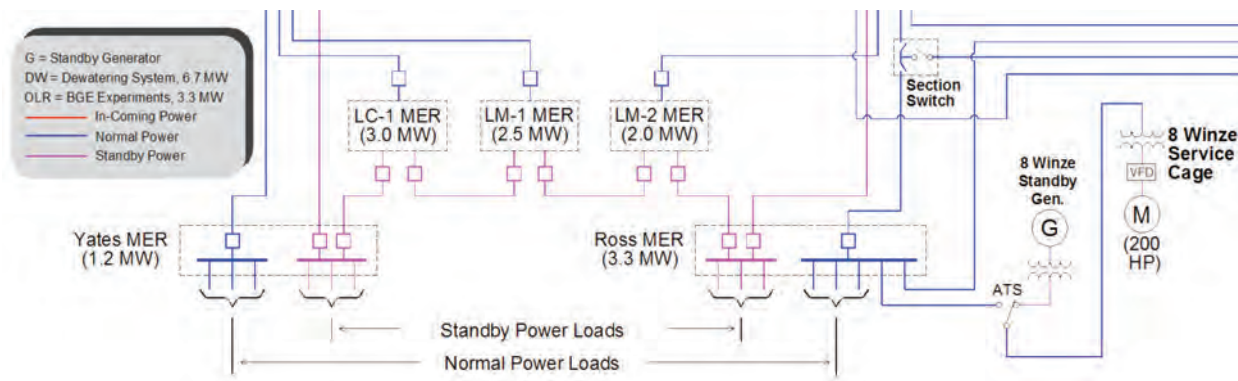 G = Standby Generator
DW = Dewatering System, 6.7 MW
OLR = BGE Experiments, 3.3 MW
In-Coming Power
Normal Power
Standby Power
LC-1 MER
(3.0 MW)
LM-1 MER
(2.5 MW)
LM-2 MER
(2.0 MW)
Section
Switch
8 Winze
Standby
Gen.
G
8 Winze
Service
Cage
VFD
M
(200
HP)
Yates MER
(1.2 MW)
Ross MER
(3.3 MW)
ATS
Standby Power Loads
Normal Power Loads